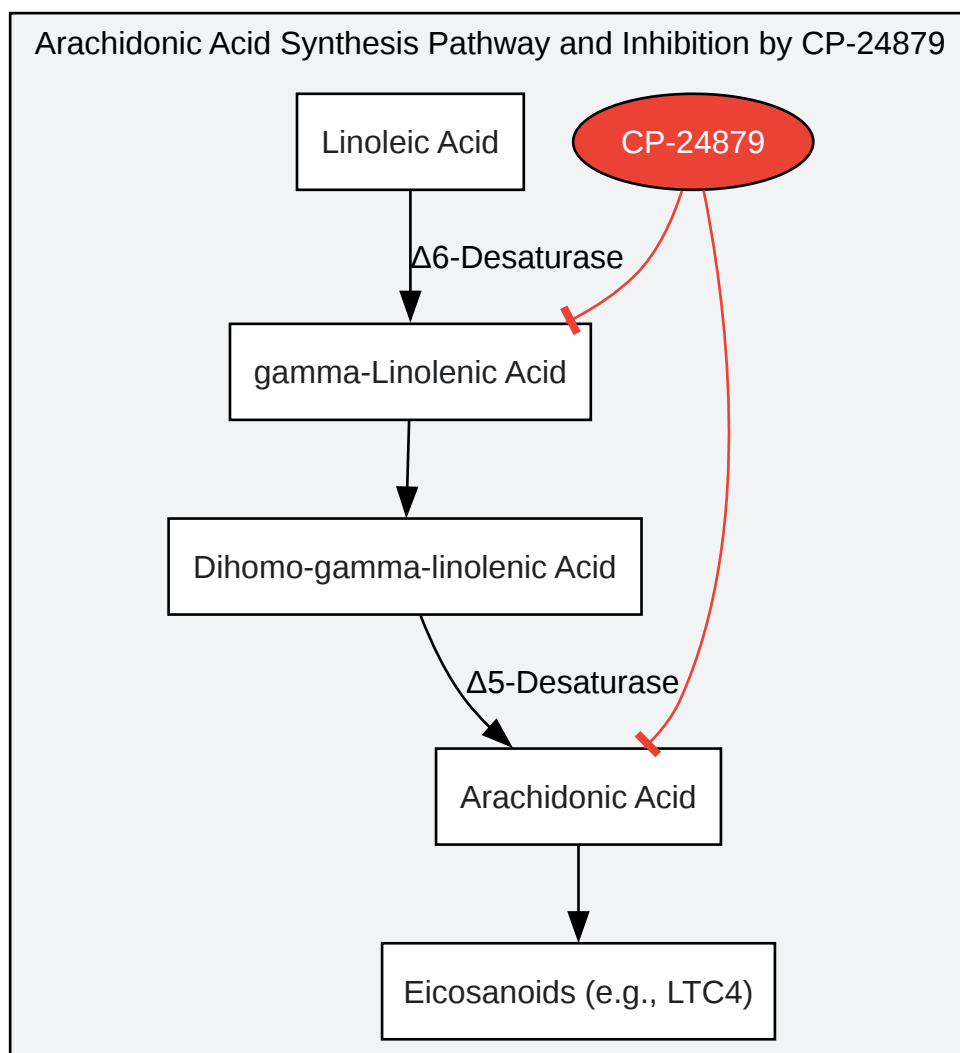 Arachidonic Acid Synthesis Pathway and Inhibition by CP-24879
Linoleic Acid
CP-24879
Δ6-Desaturase
gamma-Linolenic Acid
Dihomo-gamma-linolenic Acid
Δ5-Desaturase
Arachidonic Acid
Eicosanoids (e.g., LTC4)